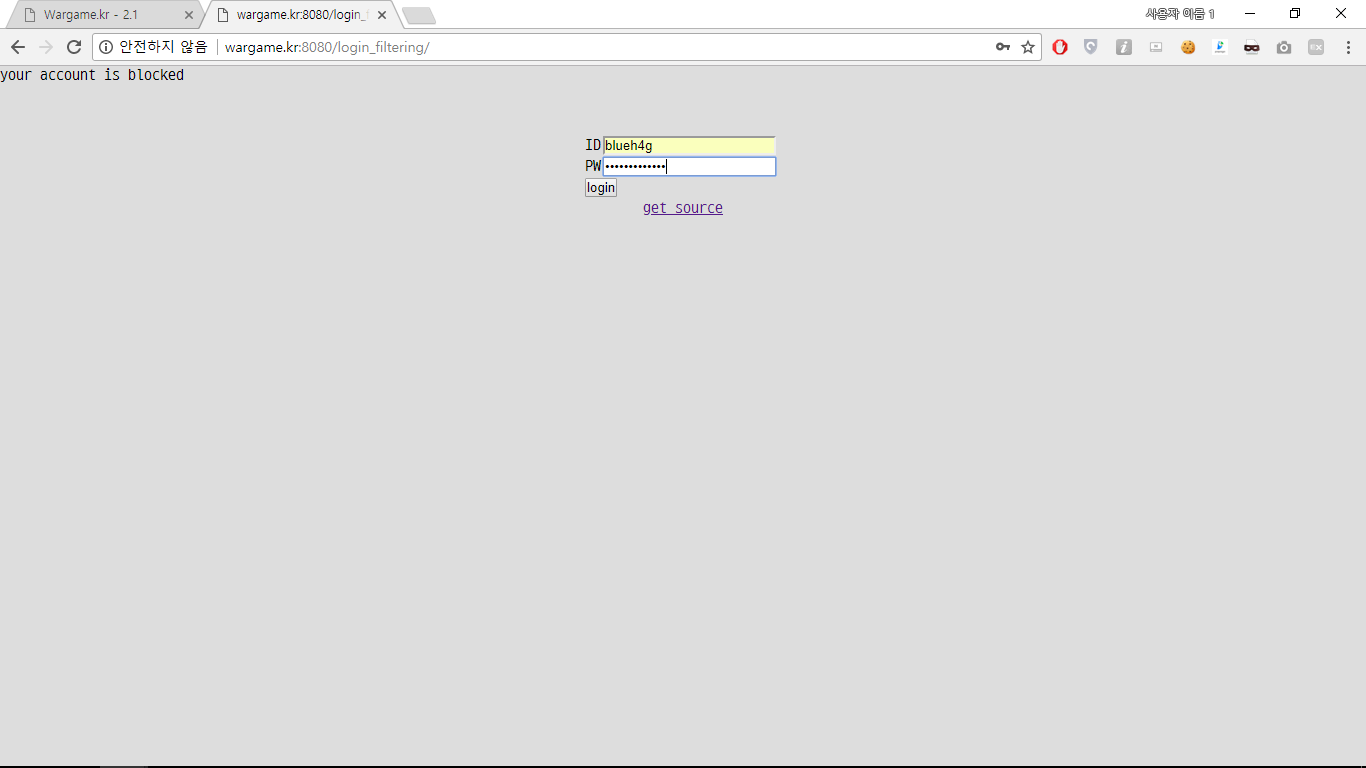 Wargame.kr - 2.1
wargame.kr:8080/login_f
사용자 이름 1
안전하지 않음
wargame.kr:8080/login_filtering/
your account is blocked
ID blueh4g
PW •••••••••••••
login
get source